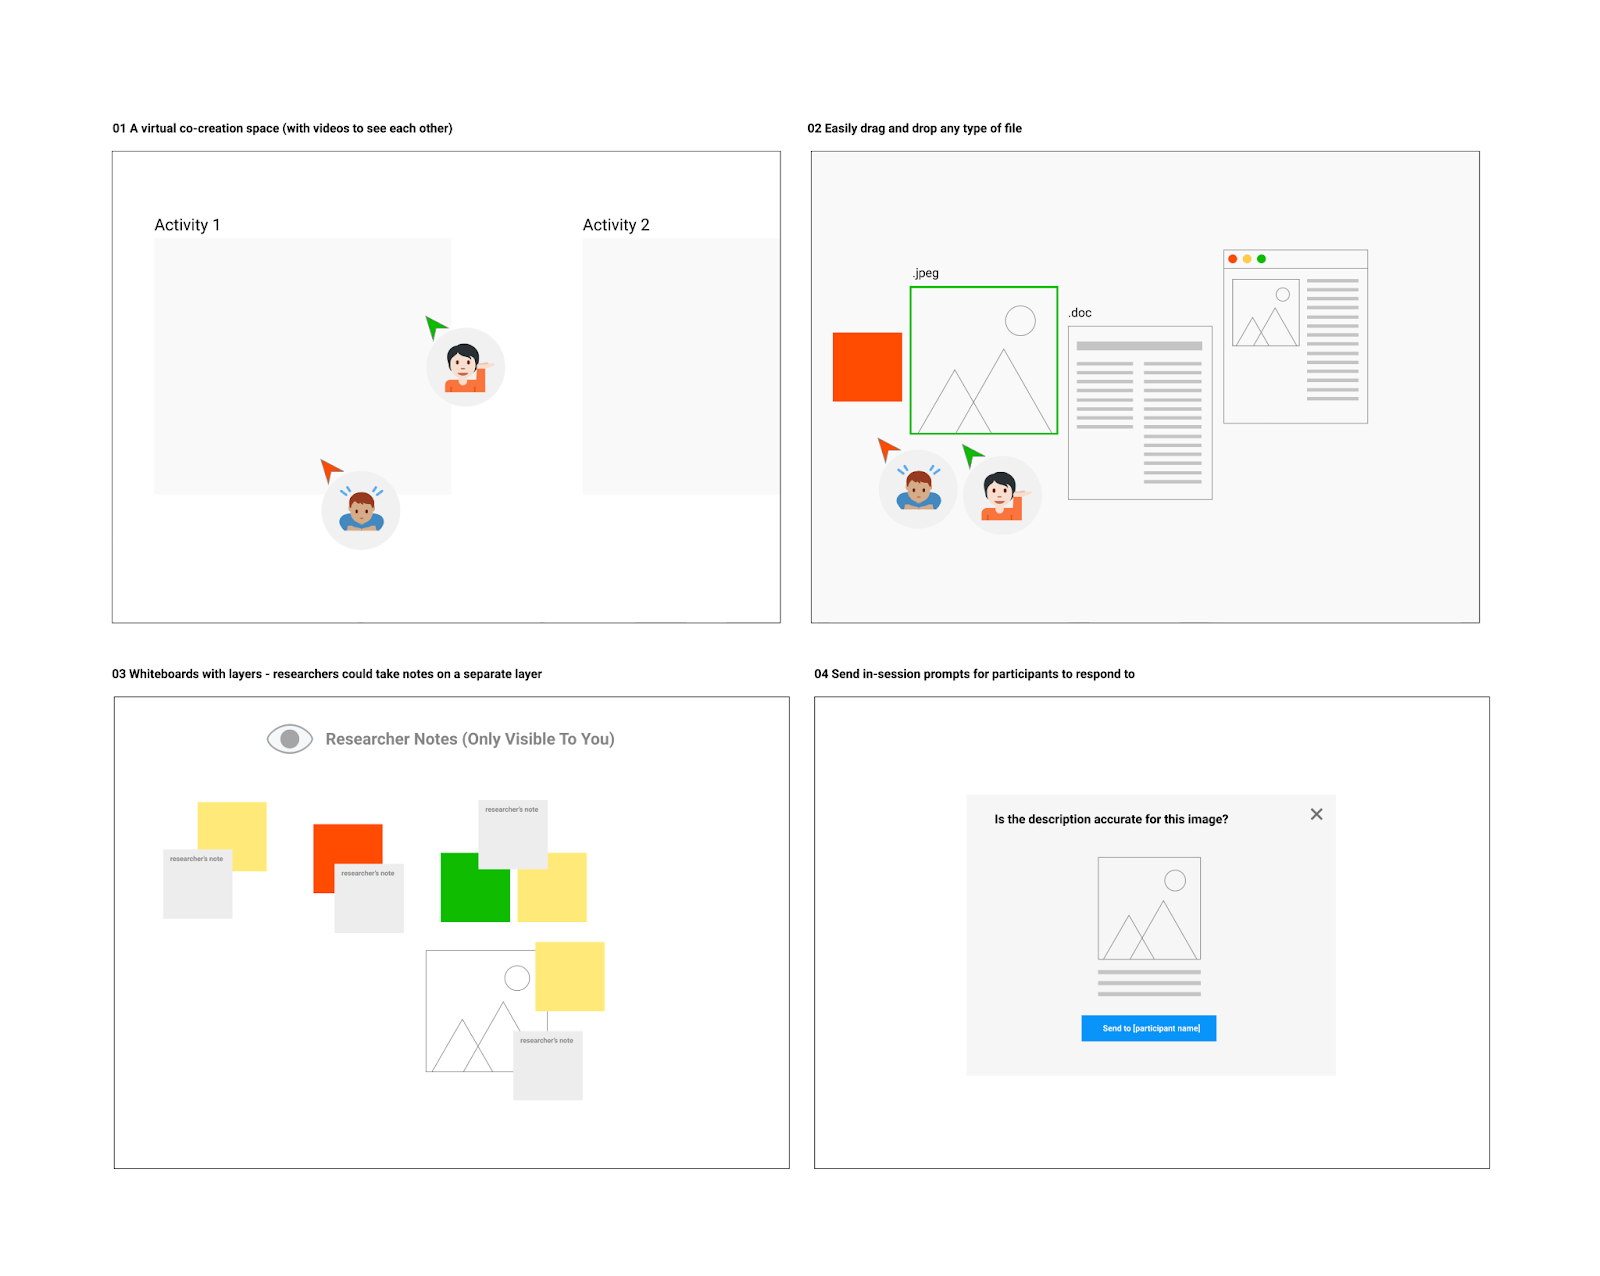 01 A virtual co-creation space (with videos to see each other)
Activity 1
Activity 2
02 Easily drag and drop any type of file
.jpeg
.doc
03 Whiteboards with layers - researchers could take notes on a separate layer
Researcher Notes (Only Visible To You)
researcher's note
researcher's note
researcher's note
researcher's note
04 Send in-session prompts for participants to respond to
Is the description accurate for this image?
Send to [participant name]